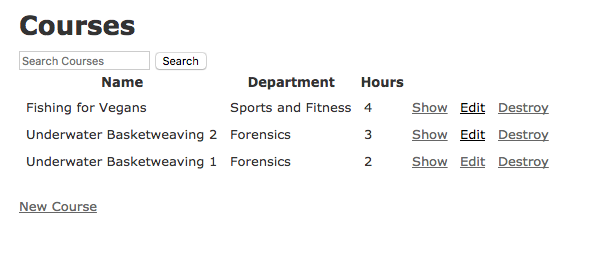 Courses
Search Courses Search
Name Department Hours
Fishing for Vegans Sports and Fitness 4 Show Edit Destroy
Underwater Basketweaving 2 Forensics 3 Show Edit Destroy
Underwater Basketweaving 1 Forensics 2 Show Edit Destroy
New Course